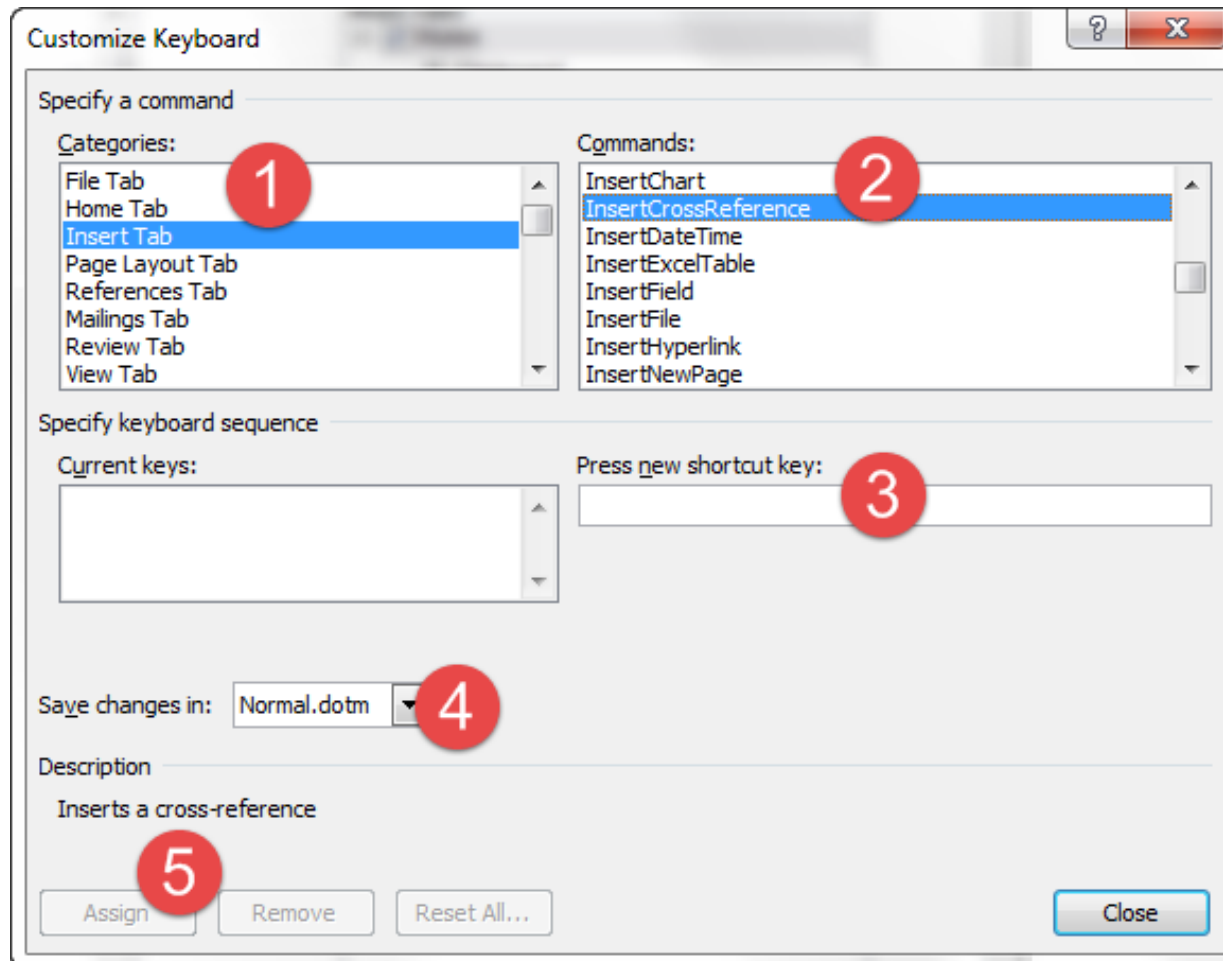 Customize Keyboard
?
X
Specify a command
Categories:
Commands:
File Tab
Home Tab
Insert Tab
Page Layout Tab
References Tab
Mailings Tab
Review Tab
View Tab
1
InsertChart
InsertCrossReference
InsertDateTime
InsertExcelTable
InsertField
InsertFile
InsertHyperlink
InsertNewPage
2
Specify keyboard sequence
Current keys:
Press new shortcut key:
3
Save changes in:
Normal.dotm
4
Description
Inserts a cross-reference
5
Assign
Remove
Reset All...
Close